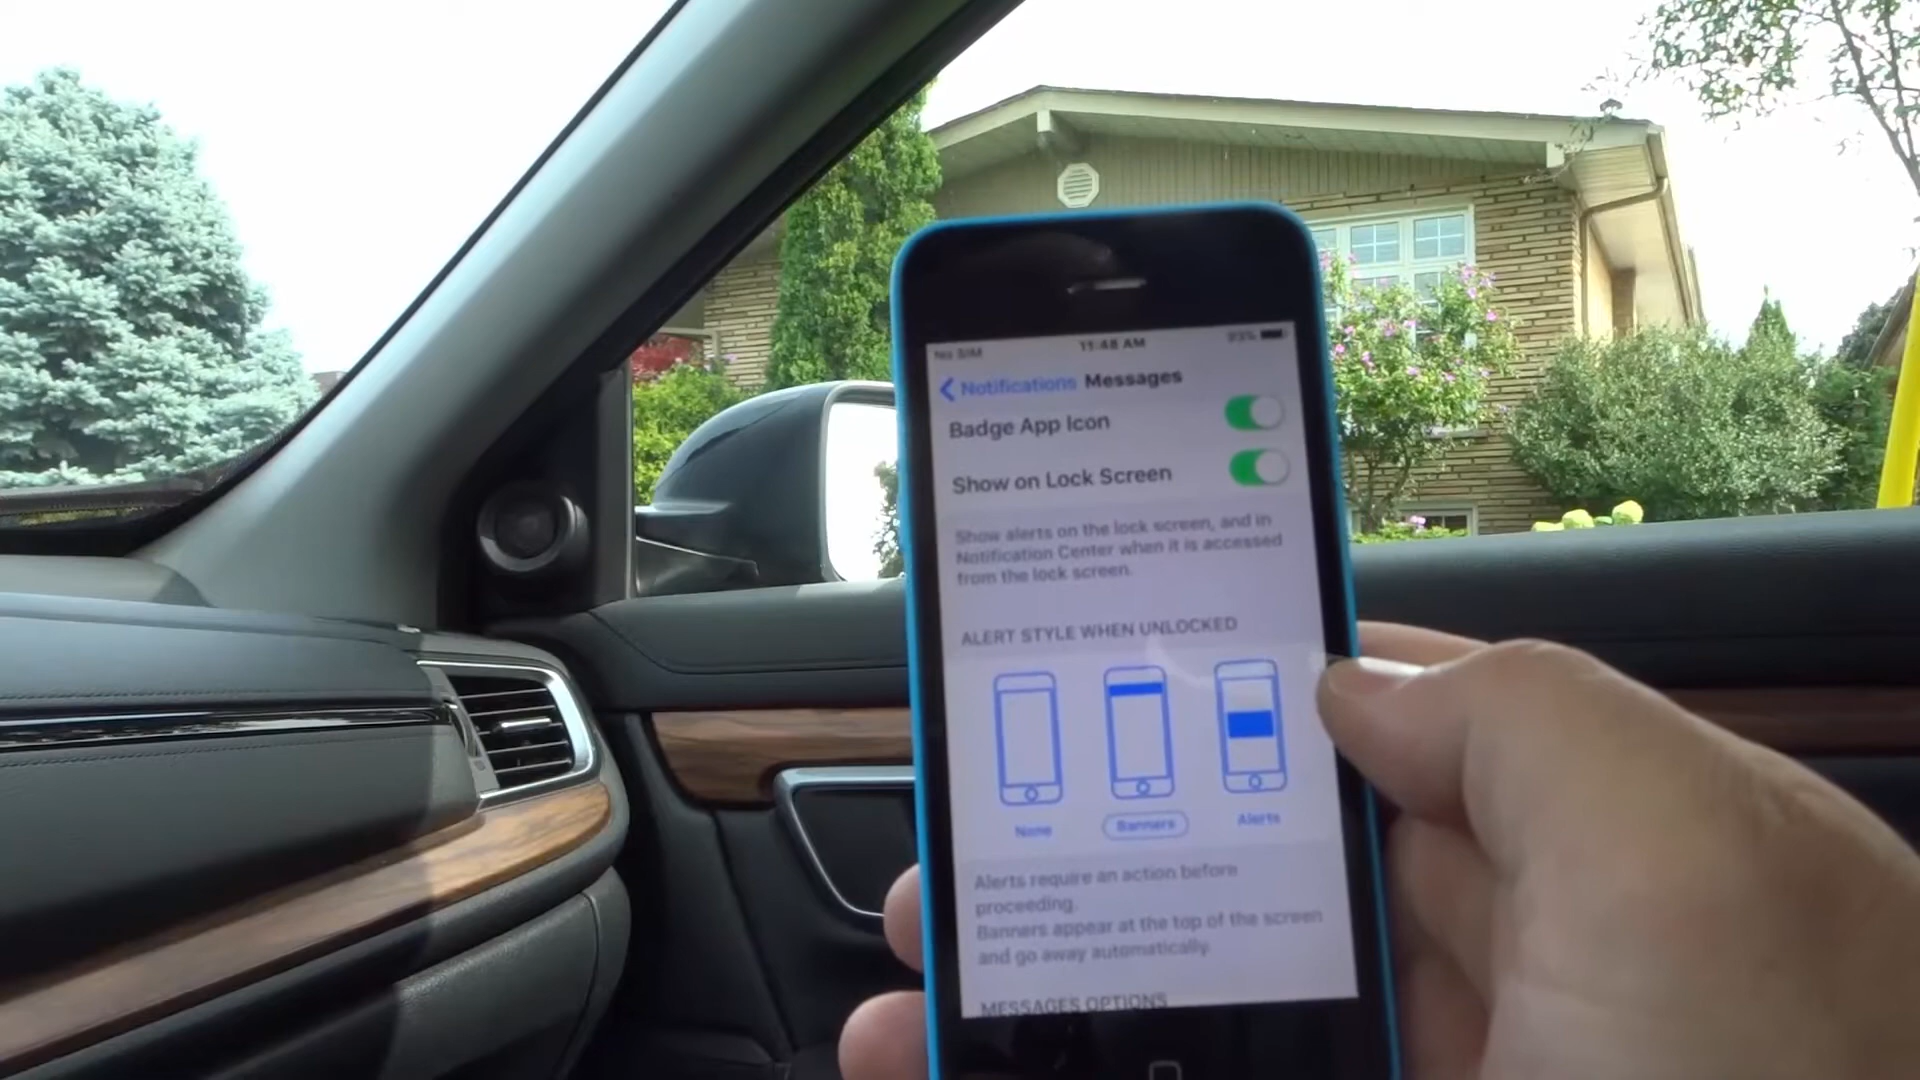 No SIM 11:48 AM 93%
Notifications Messages
Badge App Icon
Show on Lock Screen
Show alerts on the lock screen, and in
Notification Center when it is accessed
from the lock screen.
ALERT STYLE WHEN UNLOCKED
None Banners Alerts
Alerts require an action before
proceeding.
Banners appear at the top of the screen
and go away automatically.
MESSAGES OPTIONS